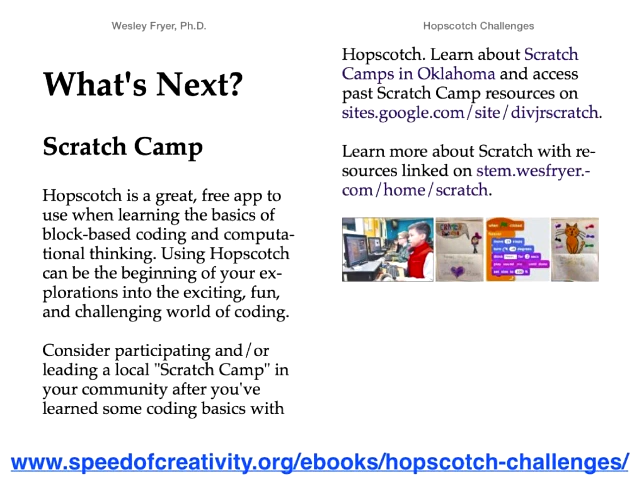 Wesley Fryer, Ph.D.
Hopscotch Challenges
What's Next?
Scratch Camp
Hopscotch is a great, free app to
use when learning the basics of
block-based coding and computa-
tional thinking. Using Hopscotch
can be the beginning of your ex-
plorations into the exciting, fun,
and challenging world of coding.
Consider participating and/or
leading a local "Scratch Camp" in
your community after you've
learned some coding basics with
Hopscotch. Learn about Scratch
Camps in Oklahoma and access
past Scratch Camp resources on
sites.google.com/site/divjrscratch.
Learn more about Scratch with re-
sources linked on stem.wesfryer.-
com/home/scratch.
www.speedofcreativity.org/ebooks/hopscotch-challenges/